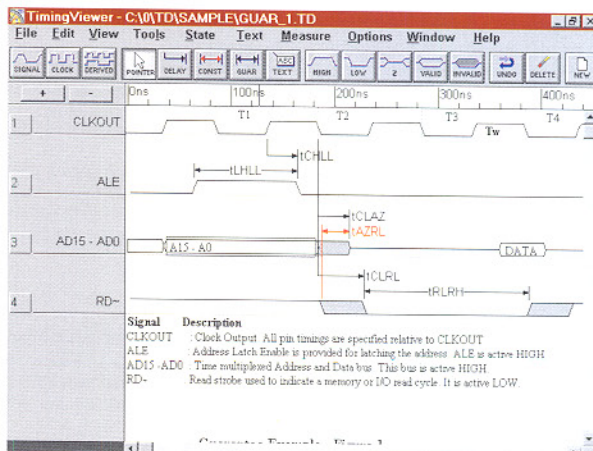 TimingViewer - C:\0\TD\SAMPLE\GUAR_1.TD
File Edit View Tools State Text Measure Options Window Help
SIGNAL CLOCK DERIVED POINTER DELAY CONST GUAR ABC TEXT HIGH LOW Z VALID INVALID UNDO DELETE NEW
+ - 0ns 100ns 200ns 300ns 400ns
1 CLKOUT T1 T2 T3 Tw T4
tCHLL
tLHLL
2 ALE
tCLAZ
tAZRL
3 AD15 - AD0 A15 - A0 DATA
tCLRL
tRLRH
4 RD~
Signal Description
CLKOUT : Clock Output. All pin timings are specified relative to CLKOUT
ALE : Address Latch Enable is provided for latching the address. ALE is active HIGH
AD15 -AD0 : Time multiplexed Address and Data bus. This bus is active HIGH
RD~ Read strobe used to indicate a memory or I/O read cycle. It is active LOW.